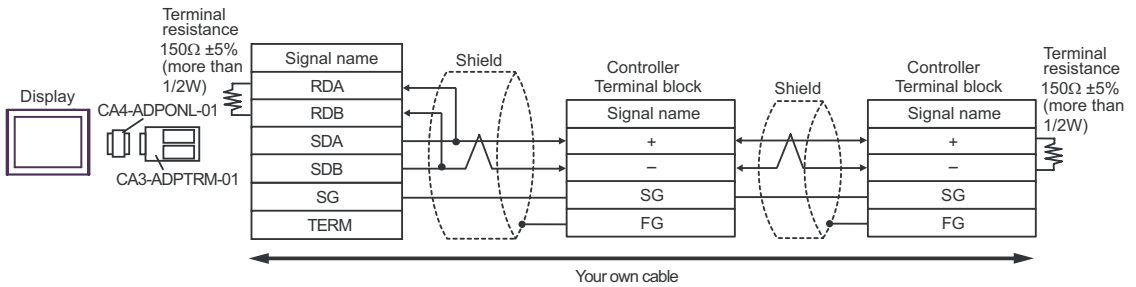 Terminal
resistance
150Ω ±5%
(more than
1/2W)
Display
CA4-ADPONL-01
CA3-ADPTRM-01
Signal name
RDA
RDB
SDA
SDB
SG
TERM
Shield
Controller
Terminal block
Signal name
+
–
SG
FG
Shield
Controller
Terminal block
Signal name
+
–
SG
FG
Terminal
resistance
150Ω ±5%
(more than
1/2W)
Your own cable